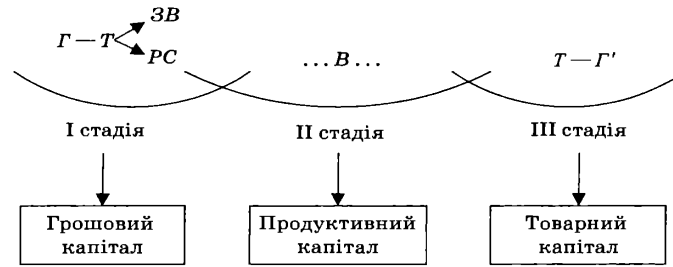 ЗВ
Г — Т
РС
...В...
Т — Г'
І стадія
ІІ стадія
ІІІ стадія
Грошовий
капітал
Продуктивний
капітал
Товарний
капітал